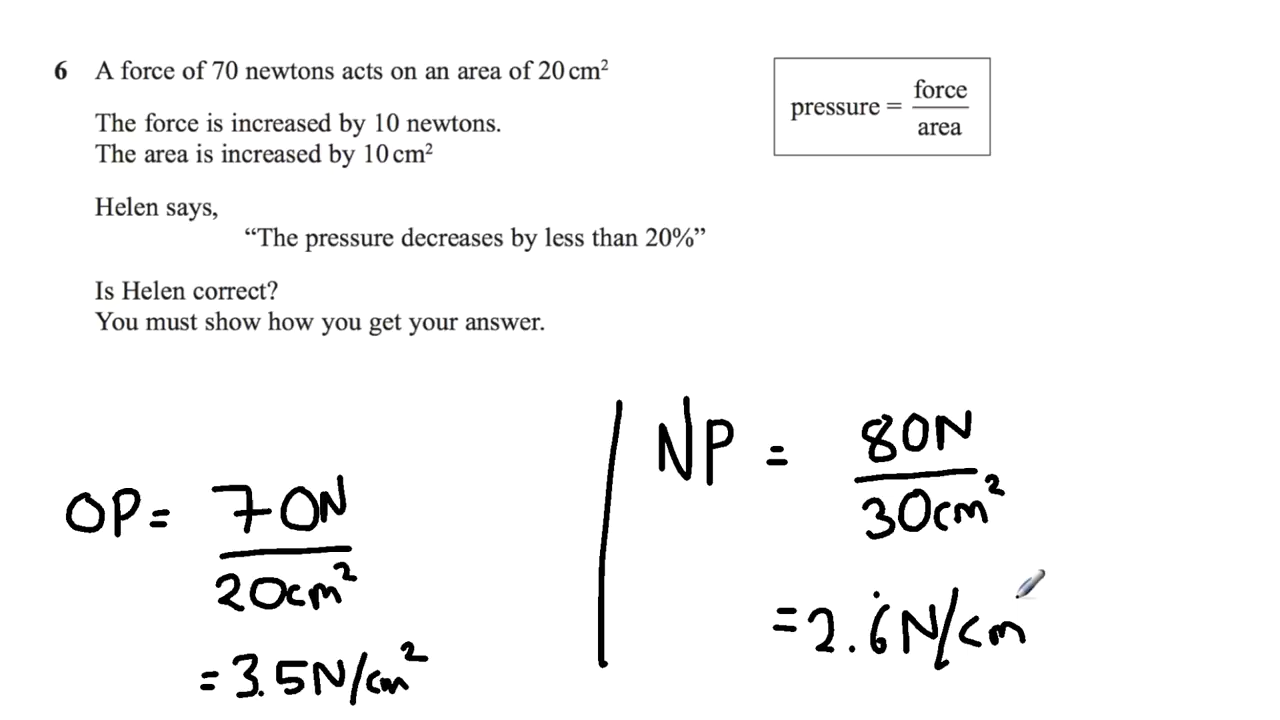 6 A force of 70 newtons acts on an area of 20 cm²
pressure = force
area
The force is increased by 10 newtons.
The area is increased by 10 cm²
Helen says,
“The pressure decreases by less than 20%”
Is Helen correct?
You must show how you get your answer.
OP = 70N
20cm²
= 3.5N/cm²
NP = 80N
30cm²
= 2.6̇N/cm